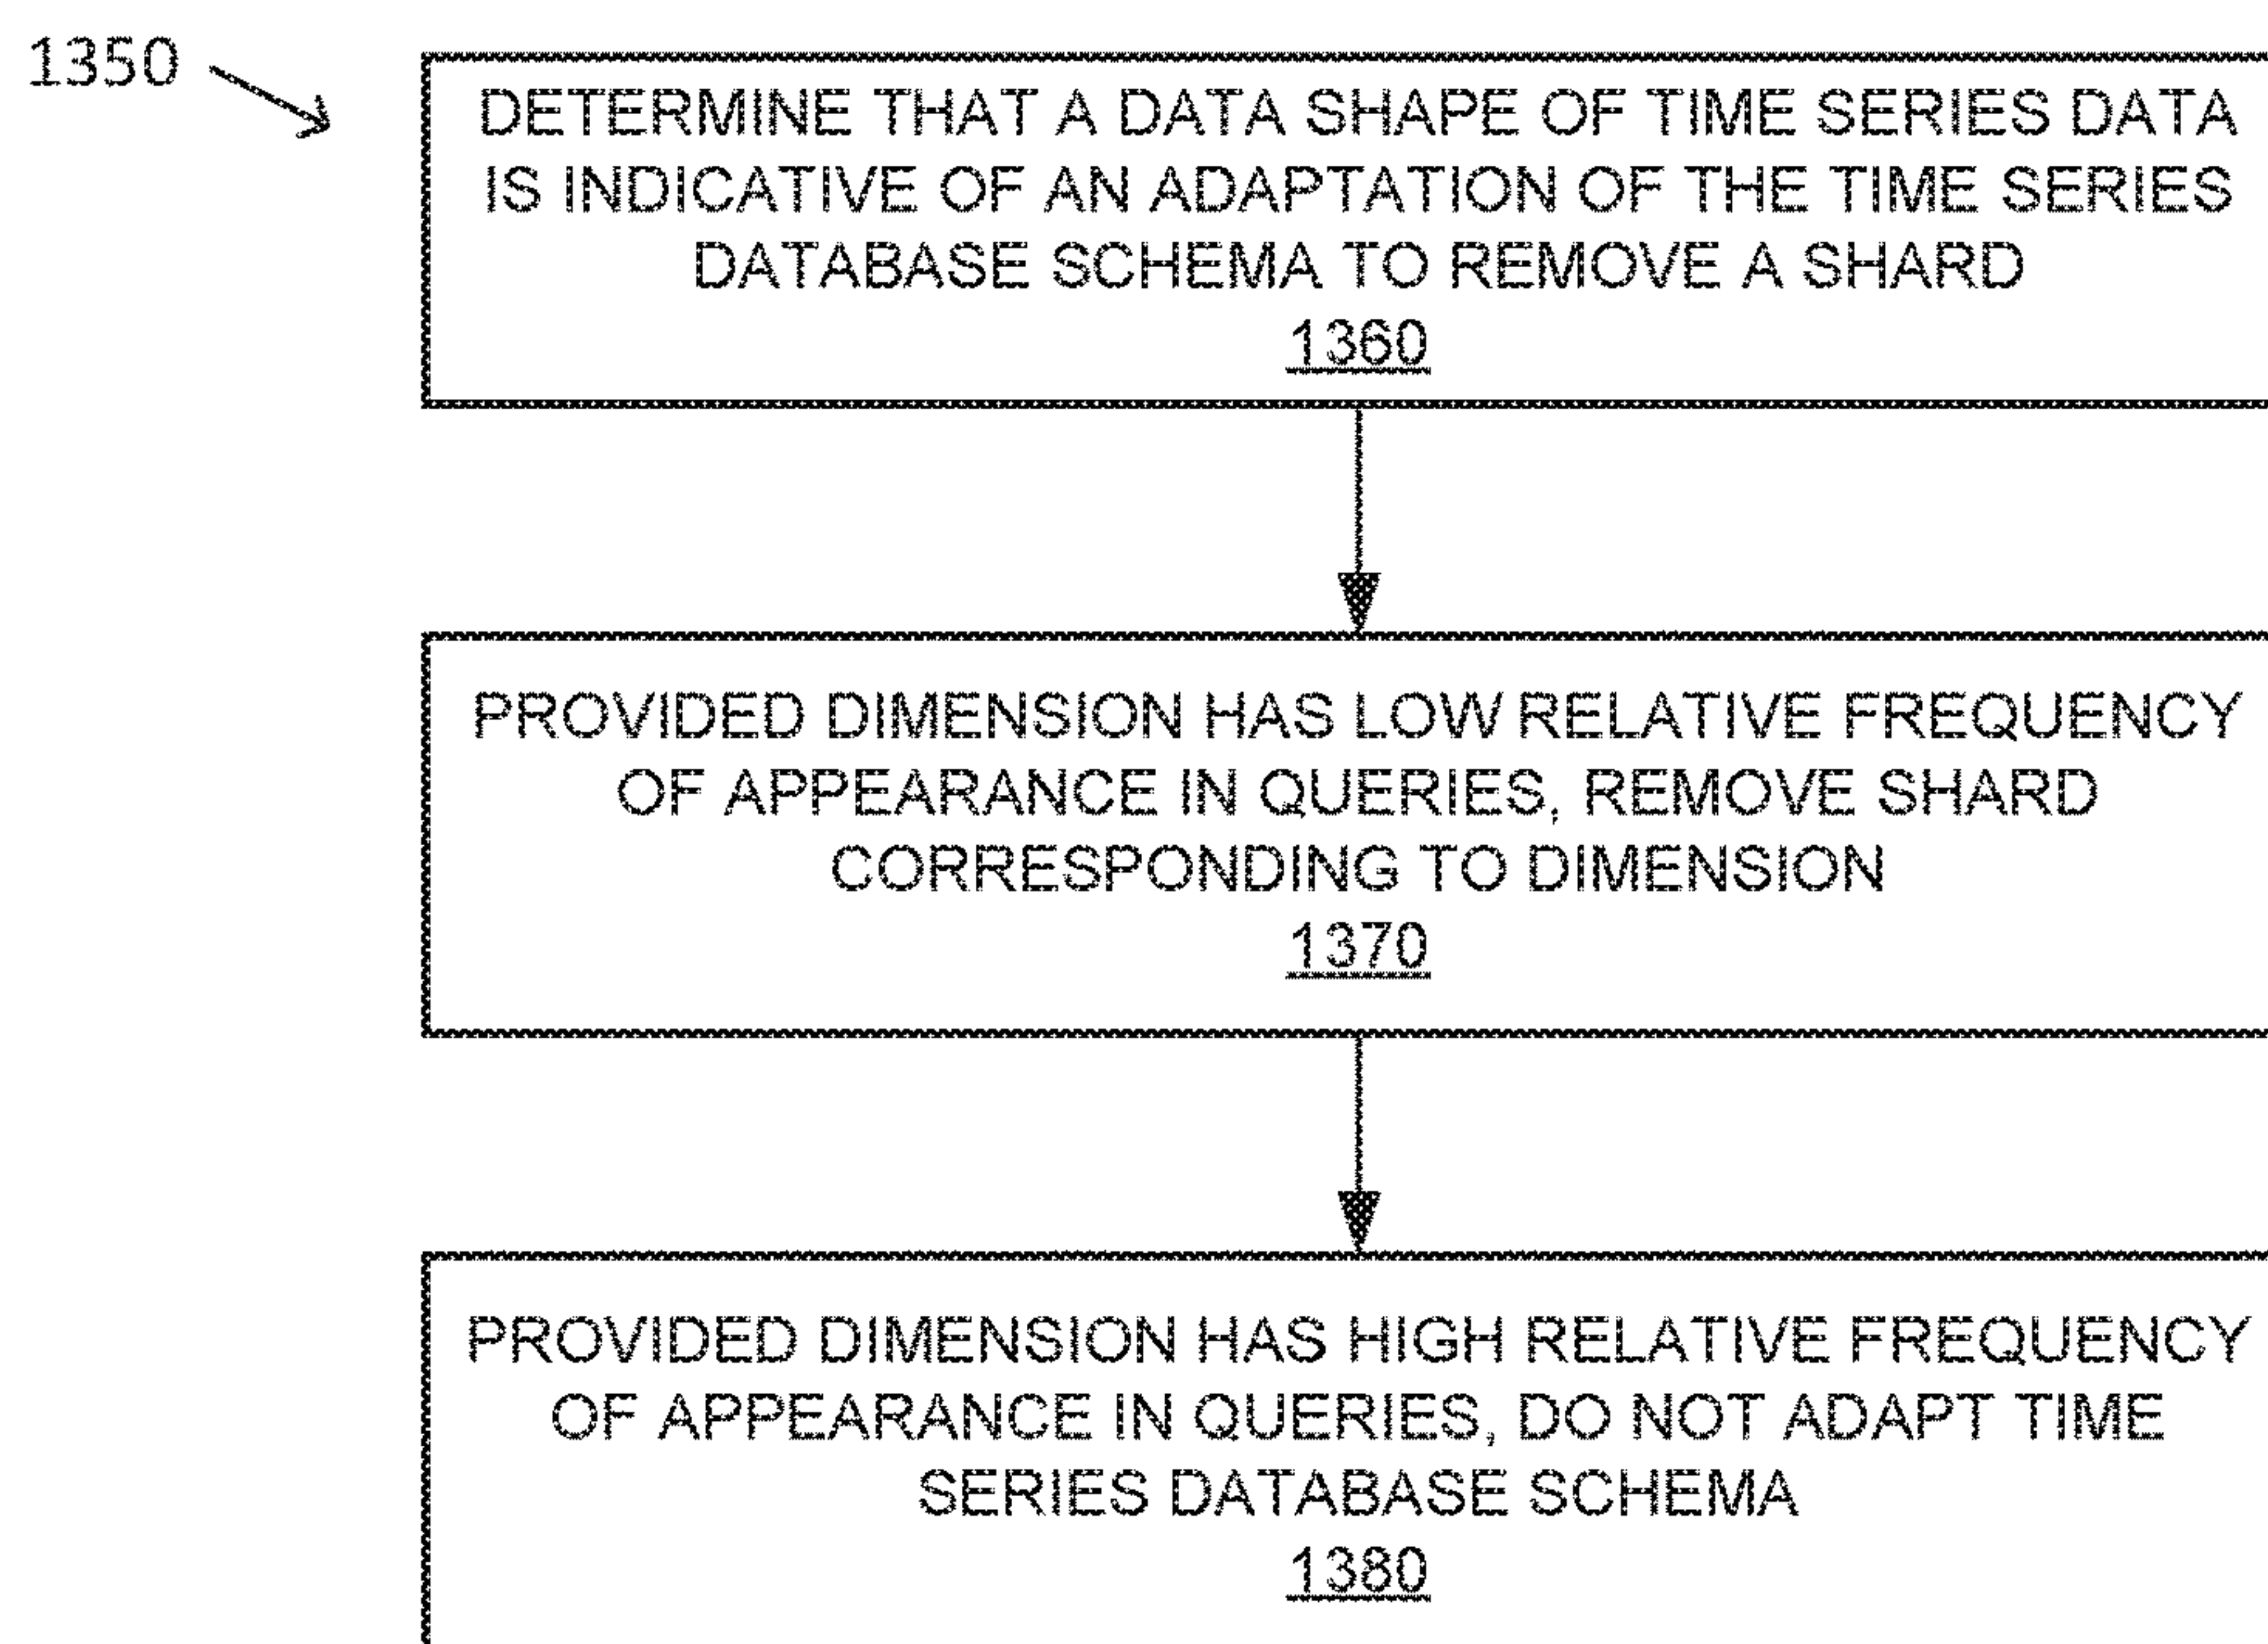 1350
DETERMINE THAT A DATA SHAPE OF TIME SERIES DATA
IS INDICATIVE OF AN ADAPTATION OF THE TIME SERIES
DATABASE SCHEMA TO REMOVE A SHARD
1360
PROVIDED DIMENSION HAS LOW RELATIVE FREQUENCY
OF APPEARANCE IN QUERIES, REMOVE SHARD
CORRESPONDING TO DIMENSION
1370
PROVIDED DIMENSION HAS HIGH RELATIVE FREQUENCY
OF APPEARANCE IN QUERIES, DO NOT ADAPT TIME
SERIES DATABASE SCHEMA
1380